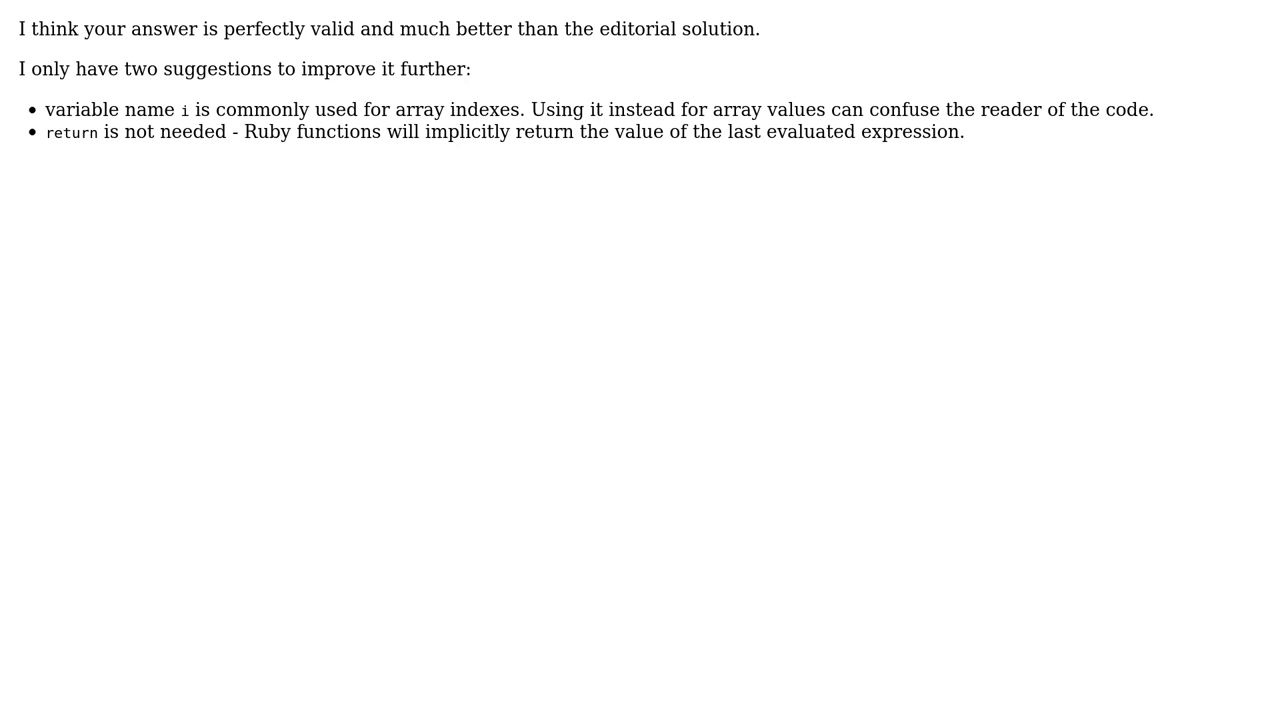 I think your answer is perfectly valid and much better than the editorial solution.
I only have two suggestions to improve it further:
• variable name i is commonly used for array indexes. Using it instead for array values can confuse the reader of the code.
• return is not needed - Ruby functions will implicitly return the value of the last evaluated expression.